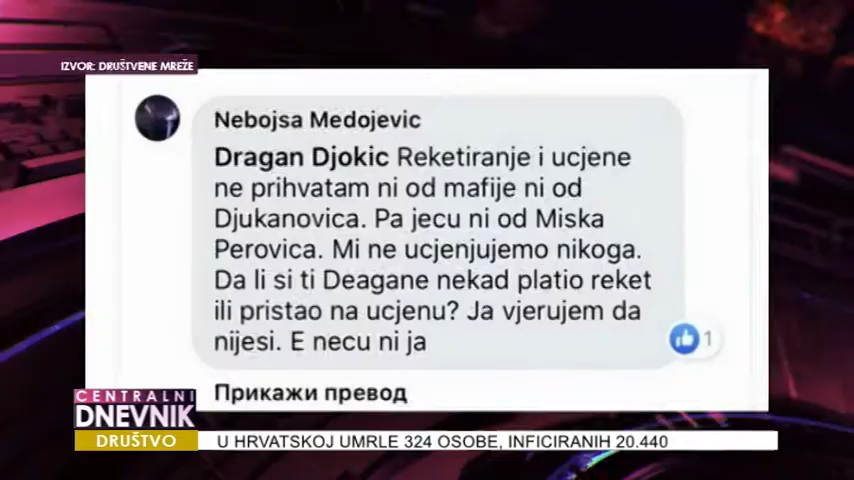 IZVOR: DRUŠTVENE MREŽE
Nebojsa Medojevic
Dragan Djokic Reketiranje i ucjene
ne prihvatam ni od mafije ni od
Djukanovica. Pa jecu ni od Miska
Perovica. Mi ne ucjenjujemo nikoga.
Da li si ti Deagane nekad platio reket
ili pristao na ucjenu? Ja vjerujem da
nijesi. E necu ni ja
1
Прикажи превод
CENTRALNI
DNEVNIK
DRUŠTVO
U HRVATSKOJ UMRLE 324 OSOBE, INFICIRANIH 20.440